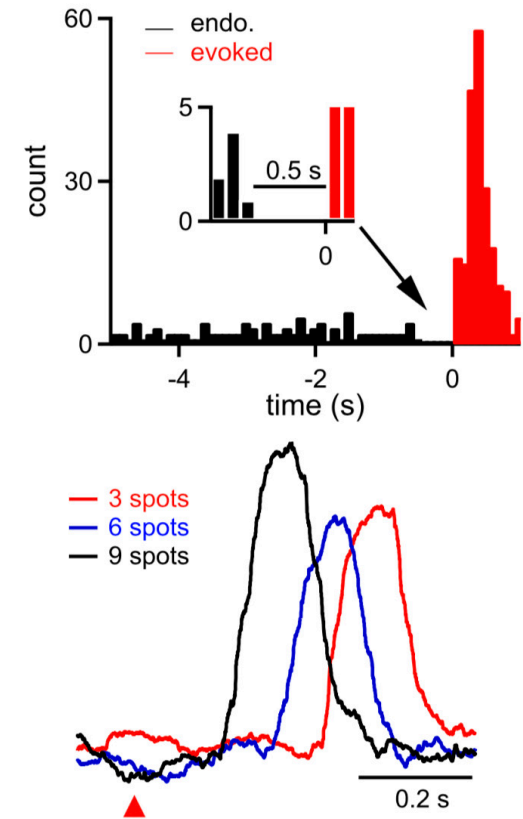 60
endo.
evoked
5
0.5 s
count
30
0
0
0
-4
-2
0
time (s)
3 spots
6 spots
9 spots
0.2 s